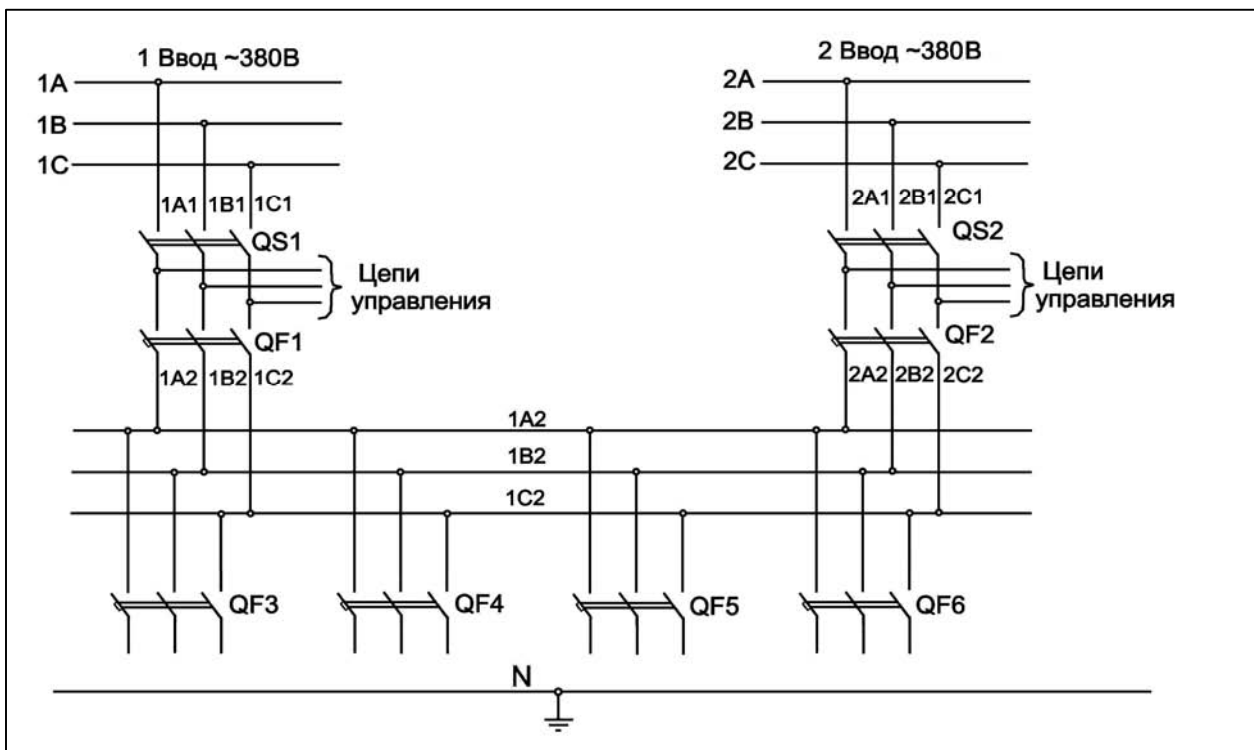 1 Ввод ~380В
2 Ввод ~380В
1A
2A
1B
2B
1C
2C
1A1 1B1 1C1
2A1 2B1 2C1
QS1
QS2
Цепи
управления
Цепи
управления
QF1
QF2
1A2 1B2 1C2
2A2 2B2 2C2
1A2
1B2
1C2
QF3
QF4
QF5
QF6
N